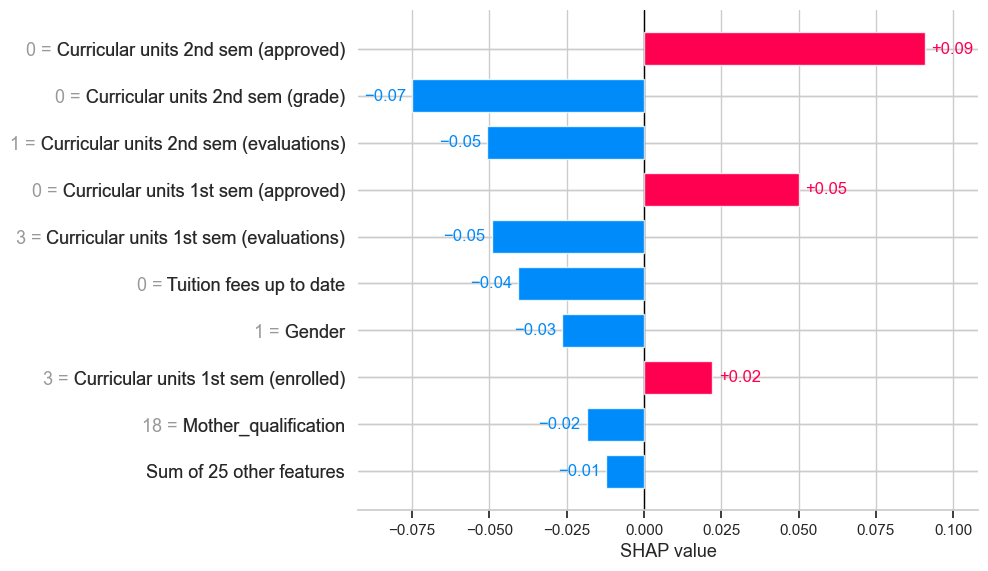 0 = Curricular units 2nd sem (approved) +0.09
0 = Curricular units 2nd sem (grade) −0.07
1 = Curricular units 2nd sem (evaluations) −0.05
0 = Curricular units 1st sem (approved) +0.05
3 = Curricular units 1st sem (evaluations) −0.05
0 = Tuition fees up to date −0.04
1 = Gender −0.03
3 = Curricular units 1st sem (enrolled) +0.02
18 = Mother_qualification −0.02
Sum of 25 other features −0.01
−0.075 −0.050 −0.025 0.000 0.025 0.050 0.075 0.100
SHAP value